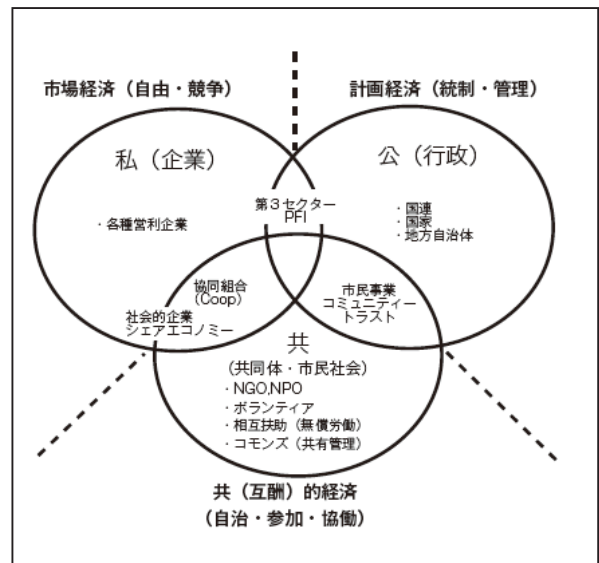 市場経済（自由・競争）
計画経済（統制・管理）
私（企業）
公（行政）
・各種営利企業
第3セクター
PFI
・国連
・国家
・地方自治体
協同組合
(Coop)
社会的企業
シェアエコノミー
市民事業
コミュニティー
トラスト
共
（共同体・市民社会）
・NGO,NPO
・ボランティア
・相互扶助（無償労働）
・コモンズ（共有管理）
共（互酬）的経済
（自治・参加・協働）